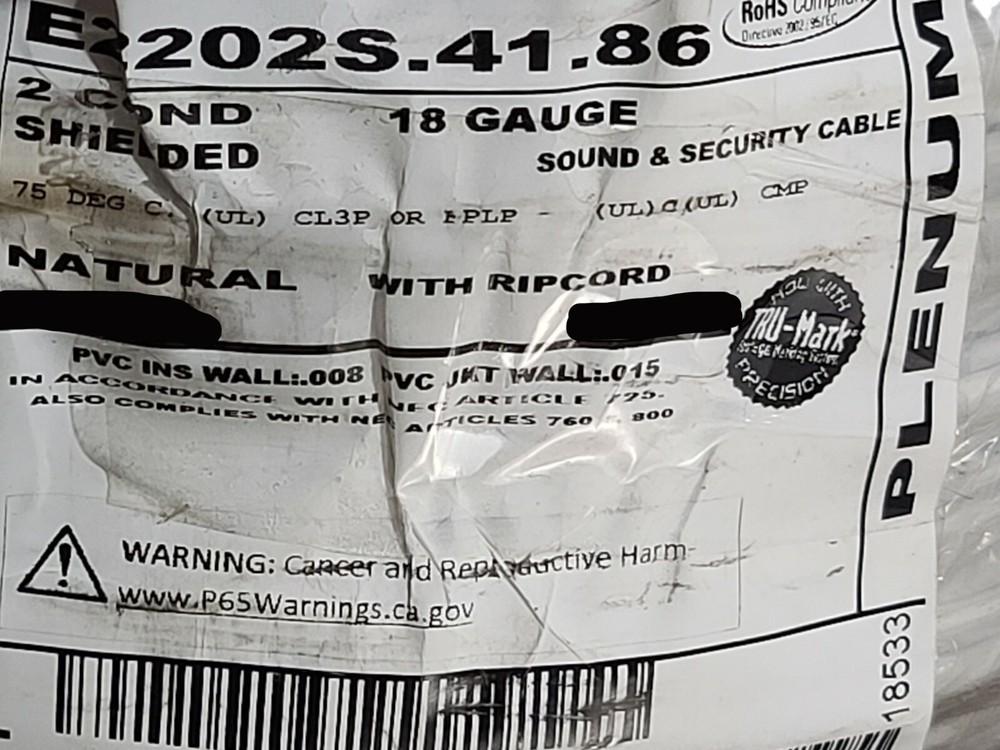 E2202S.41.86
RoHS Compliant
Directive 2002/95/EC
2 COND 18 GAUGE
SHIELDED SOUND & SECURITY CABLE
75 DEG C. (UL) CL3P OR FPLP - (UL)C(UL) CMP
NATURAL WITH RIPCORD
PVC INS WALL:.008 PVC JKT WALL:.015
IN ACCORDANCE WITH NEC ARTICLE 725.
ALSO COMPLIES WITH NEC ARTICLES 760 800
NOW WITH
TRU-Mark
PRECISION
WARNING: Cancer and Reproductive Harm-
www.P65Warnings.ca.gov
PLENUM
18533